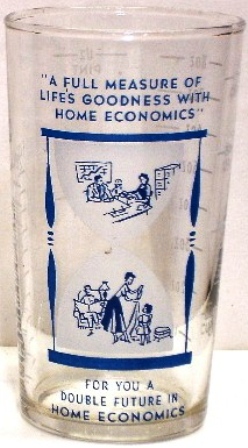 "A FULL MEASURE OF
LIFE'S GOODNESS WITH
HOME ECONOMICS"
FOR YOU A
DOUBLE FUTURE IN
HOME ECONOMICS